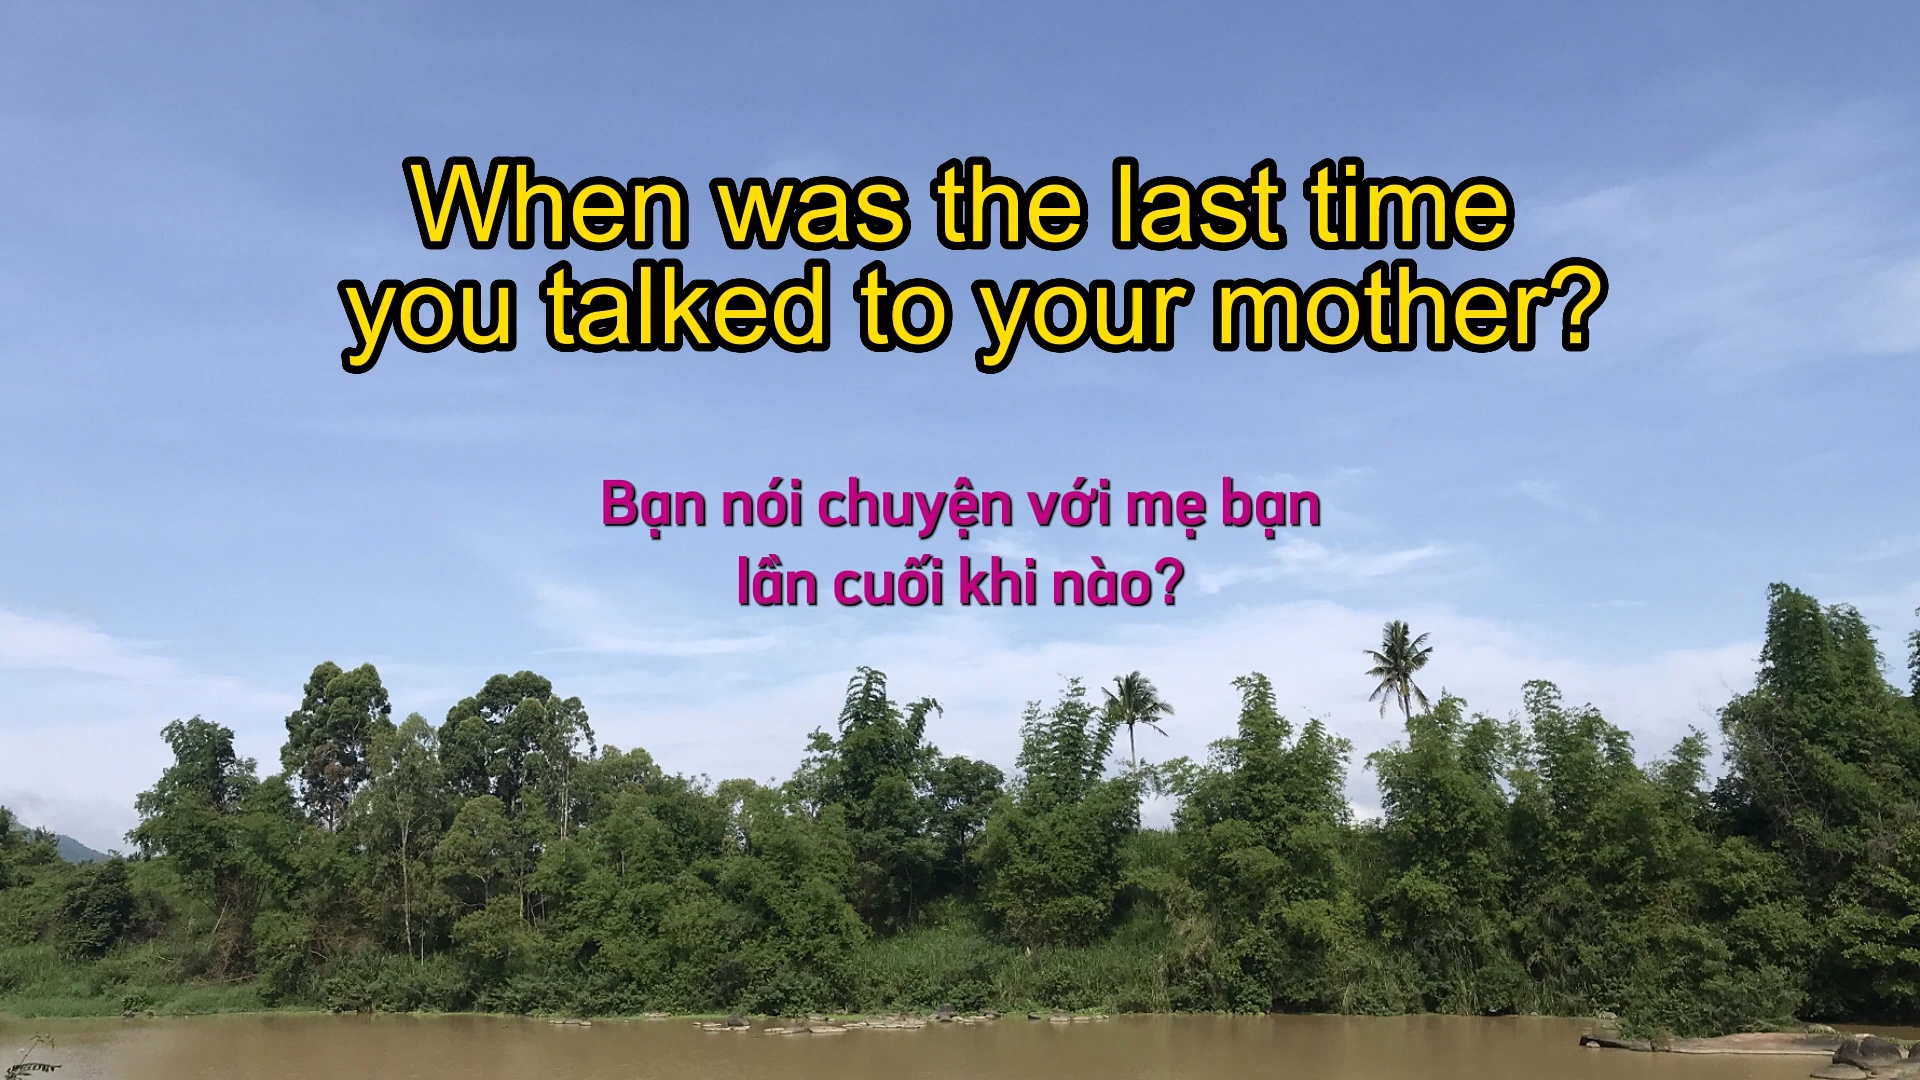 When was the last time
you talked to your mother?
Bạn nói chuyện với mẹ bạn
lần cuối khi nào?